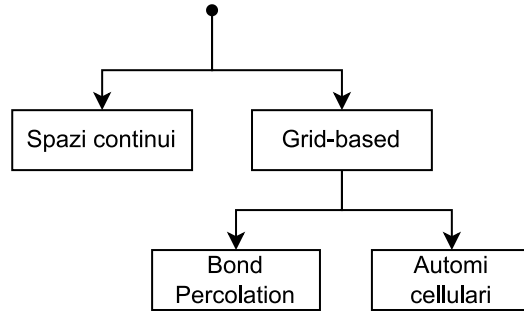 Spazi continui
Grid-based
Bond
Percolation
Automi
cellulari